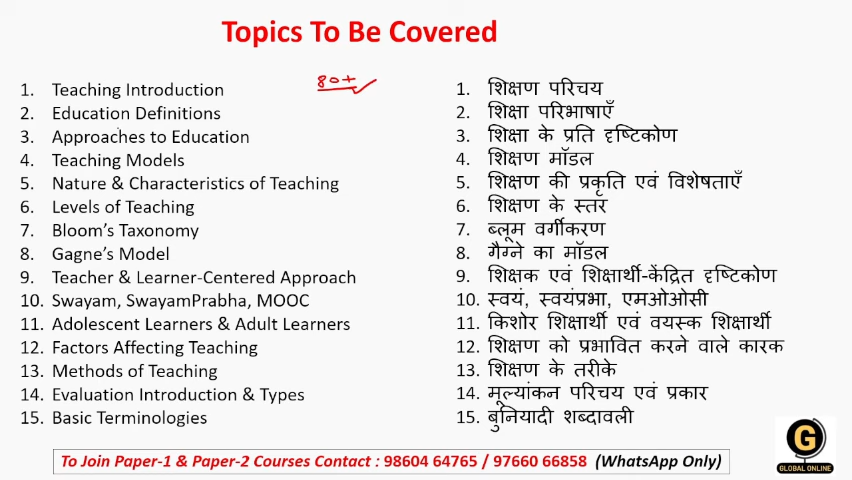 Topics To Be Covered
80+
1. Teaching Introduction
2. Education Definitions
3. Approaches to Education
4. Teaching Models
5. Nature & Characteristics of Teaching
6. Levels of Teaching
7. Bloom's Taxonomy
8. Gagne's Model
9. Teacher & Learner-Centered Approach
10. Swayam, SwayamPrabha, MOOC
11. Adolescent Learners & Adult Learners
12. Factors Affecting Teaching
13. Methods of Teaching
14. Evaluation Introduction & Types
15. Basic Terminologies
1. शिक्षण परिचय
2. शिक्षा परिभाषाएँ
3. शिक्षा के प्रति दृष्टिकोण
4. शिक्षण मॉडल
5. शिक्षण की प्रकृति एवं विशेषताएँ
6. शिक्षण के स्तर
7. ब्लूम वर्गीकरण
8. गैग्ने का मॉडल
9. शिक्षक एवं शिक्षार्थी-केंद्रित दृष्टिकोण
10. स्वयं, स्वयंप्रभा, एमओओसी
11. किशोर शिक्षार्थी एवं वयस्क शिक्षार्थी
12. शिक्षण को प्रभावित करने वाले कारक
13. शिक्षण के तरीके
14. मूल्यांकन परिचय एवं प्रकार
15. बुनियादी शब्दावली
To Join Paper-1 & Paper-2 Courses Contact : 98604 64765 / 97660 66858 (WhatsApp Only)
G
GLOBAL ONLINE